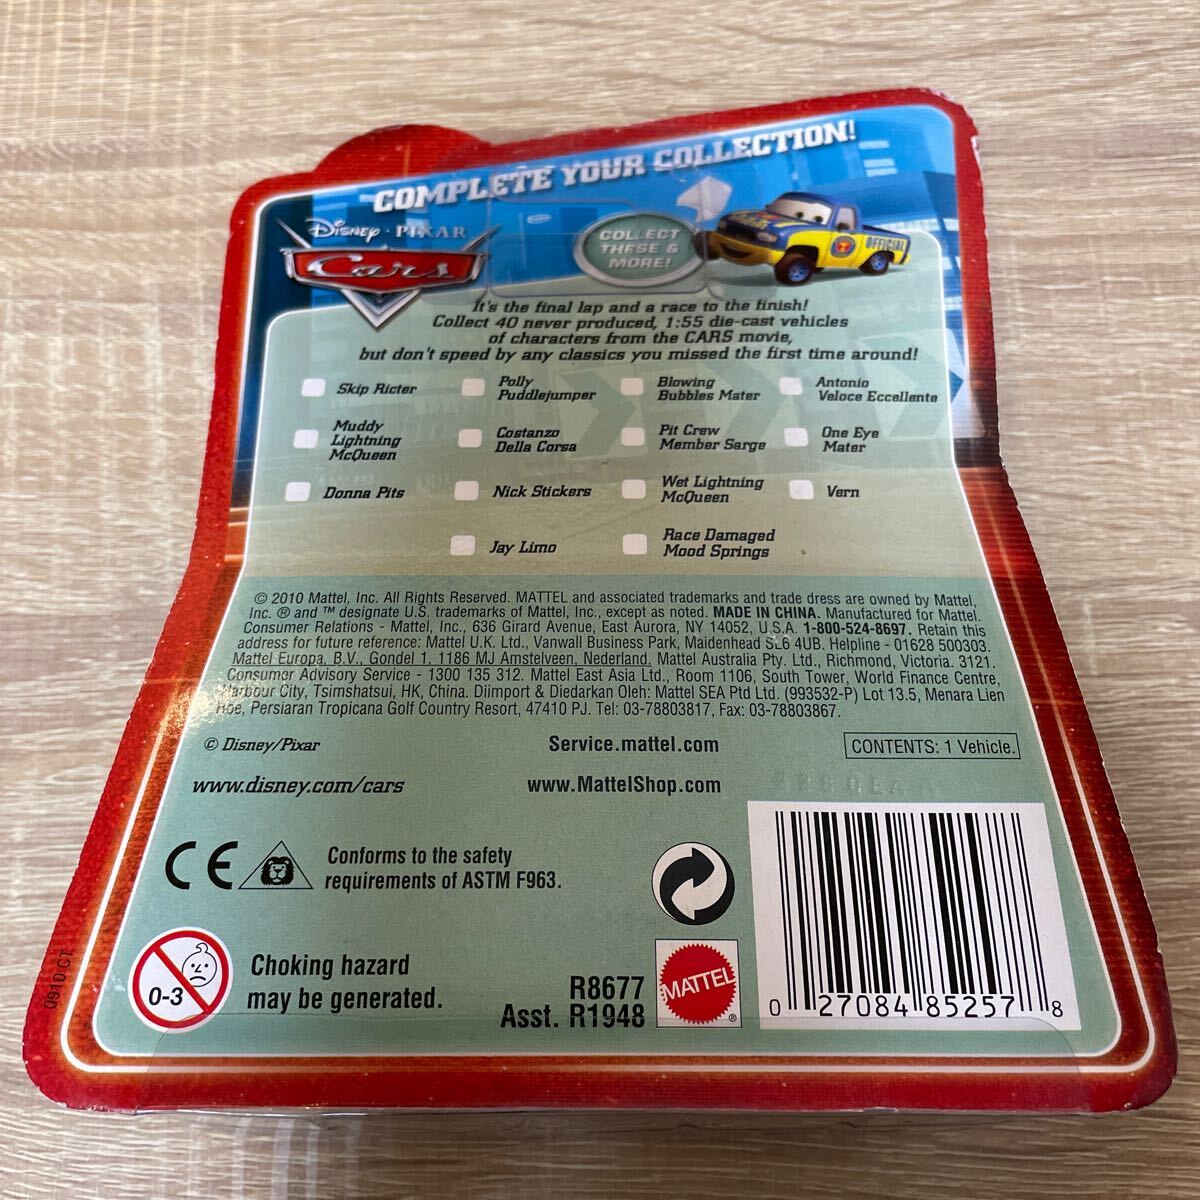 COMPLETE YOUR COLLECTION!
Disney · PIXAR
Cars
COLLECT
THESE &
MORE!
OFFICIAL
It's the final lap and a race to the finish!
Collect 40 never produced, 1:55 die-cast vehicles
of characters from the CARS movie,
but don't speed by any classics you missed the first time around!
Skip Ricter
Polly
Puddlejumper
Blowing
Bubbles Mater
Antonio
Veloce Eccellente
Muddy
Lightning
McQueen
Costanzo
Della Corsa
Pit Crew
Member Sarge
One Eye
Mater
Donna Pits
Nick Stickers
Wet Lightning
McQueen
Vern
Jay Limo
Race Damaged
Mood Springs
© 2010 Mattel, Inc. All Rights Reserved. MATTEL and associated trademarks and trade dress are owned by Mattel,
Inc. ® and ™ designate U.S. trademarks of Mattel, Inc., except as noted. MADE IN CHINA. Manufactured for Mattel.
Consumer Relations - Mattel, Inc., 636 Girard Avenue, East Aurora, NY 14052, U.S.A. 1-800-524-8697. Retain this
address for future reference: Mattel U.K. Ltd., Vanwall Business Park, Maidenhead SL6 4UB. Helpline - 01628 500303.
Mattel Europa, B.V., Gondel 1, 1186 MJ Amstelveen, Nederland. Mattel Australia Pty. Ltd., Richmond, Victoria. 3121.
Consumer Advisory Service - 1300 135 312. Mattel East Asia Ltd., Room 1106, South Tower, World Finance Centre,
Harbour City, Tsimshatsui, HK, China. Diimport & Diedarkan Oleh: Mattel SEA Ptd Ltd. (993532-P) Lot 13.5, Menara Lien
Hoe, Persiaran Tropicana Golf Country Resort, 47410 PJ. Tel: 03-78803817, Fax: 03-78803867.
© Disney/Pixar
Service.mattel.com
CONTENTS: 1 Vehicle.
www.disney.com/cars
www.MattelShop.com
CE
Conforms to the safety
requirements of ASTM F963.
0-3
Choking hazard
may be generated.
R8677
Asst. R1948
MATTEL
®
0 27084 85257 8
0910 CT